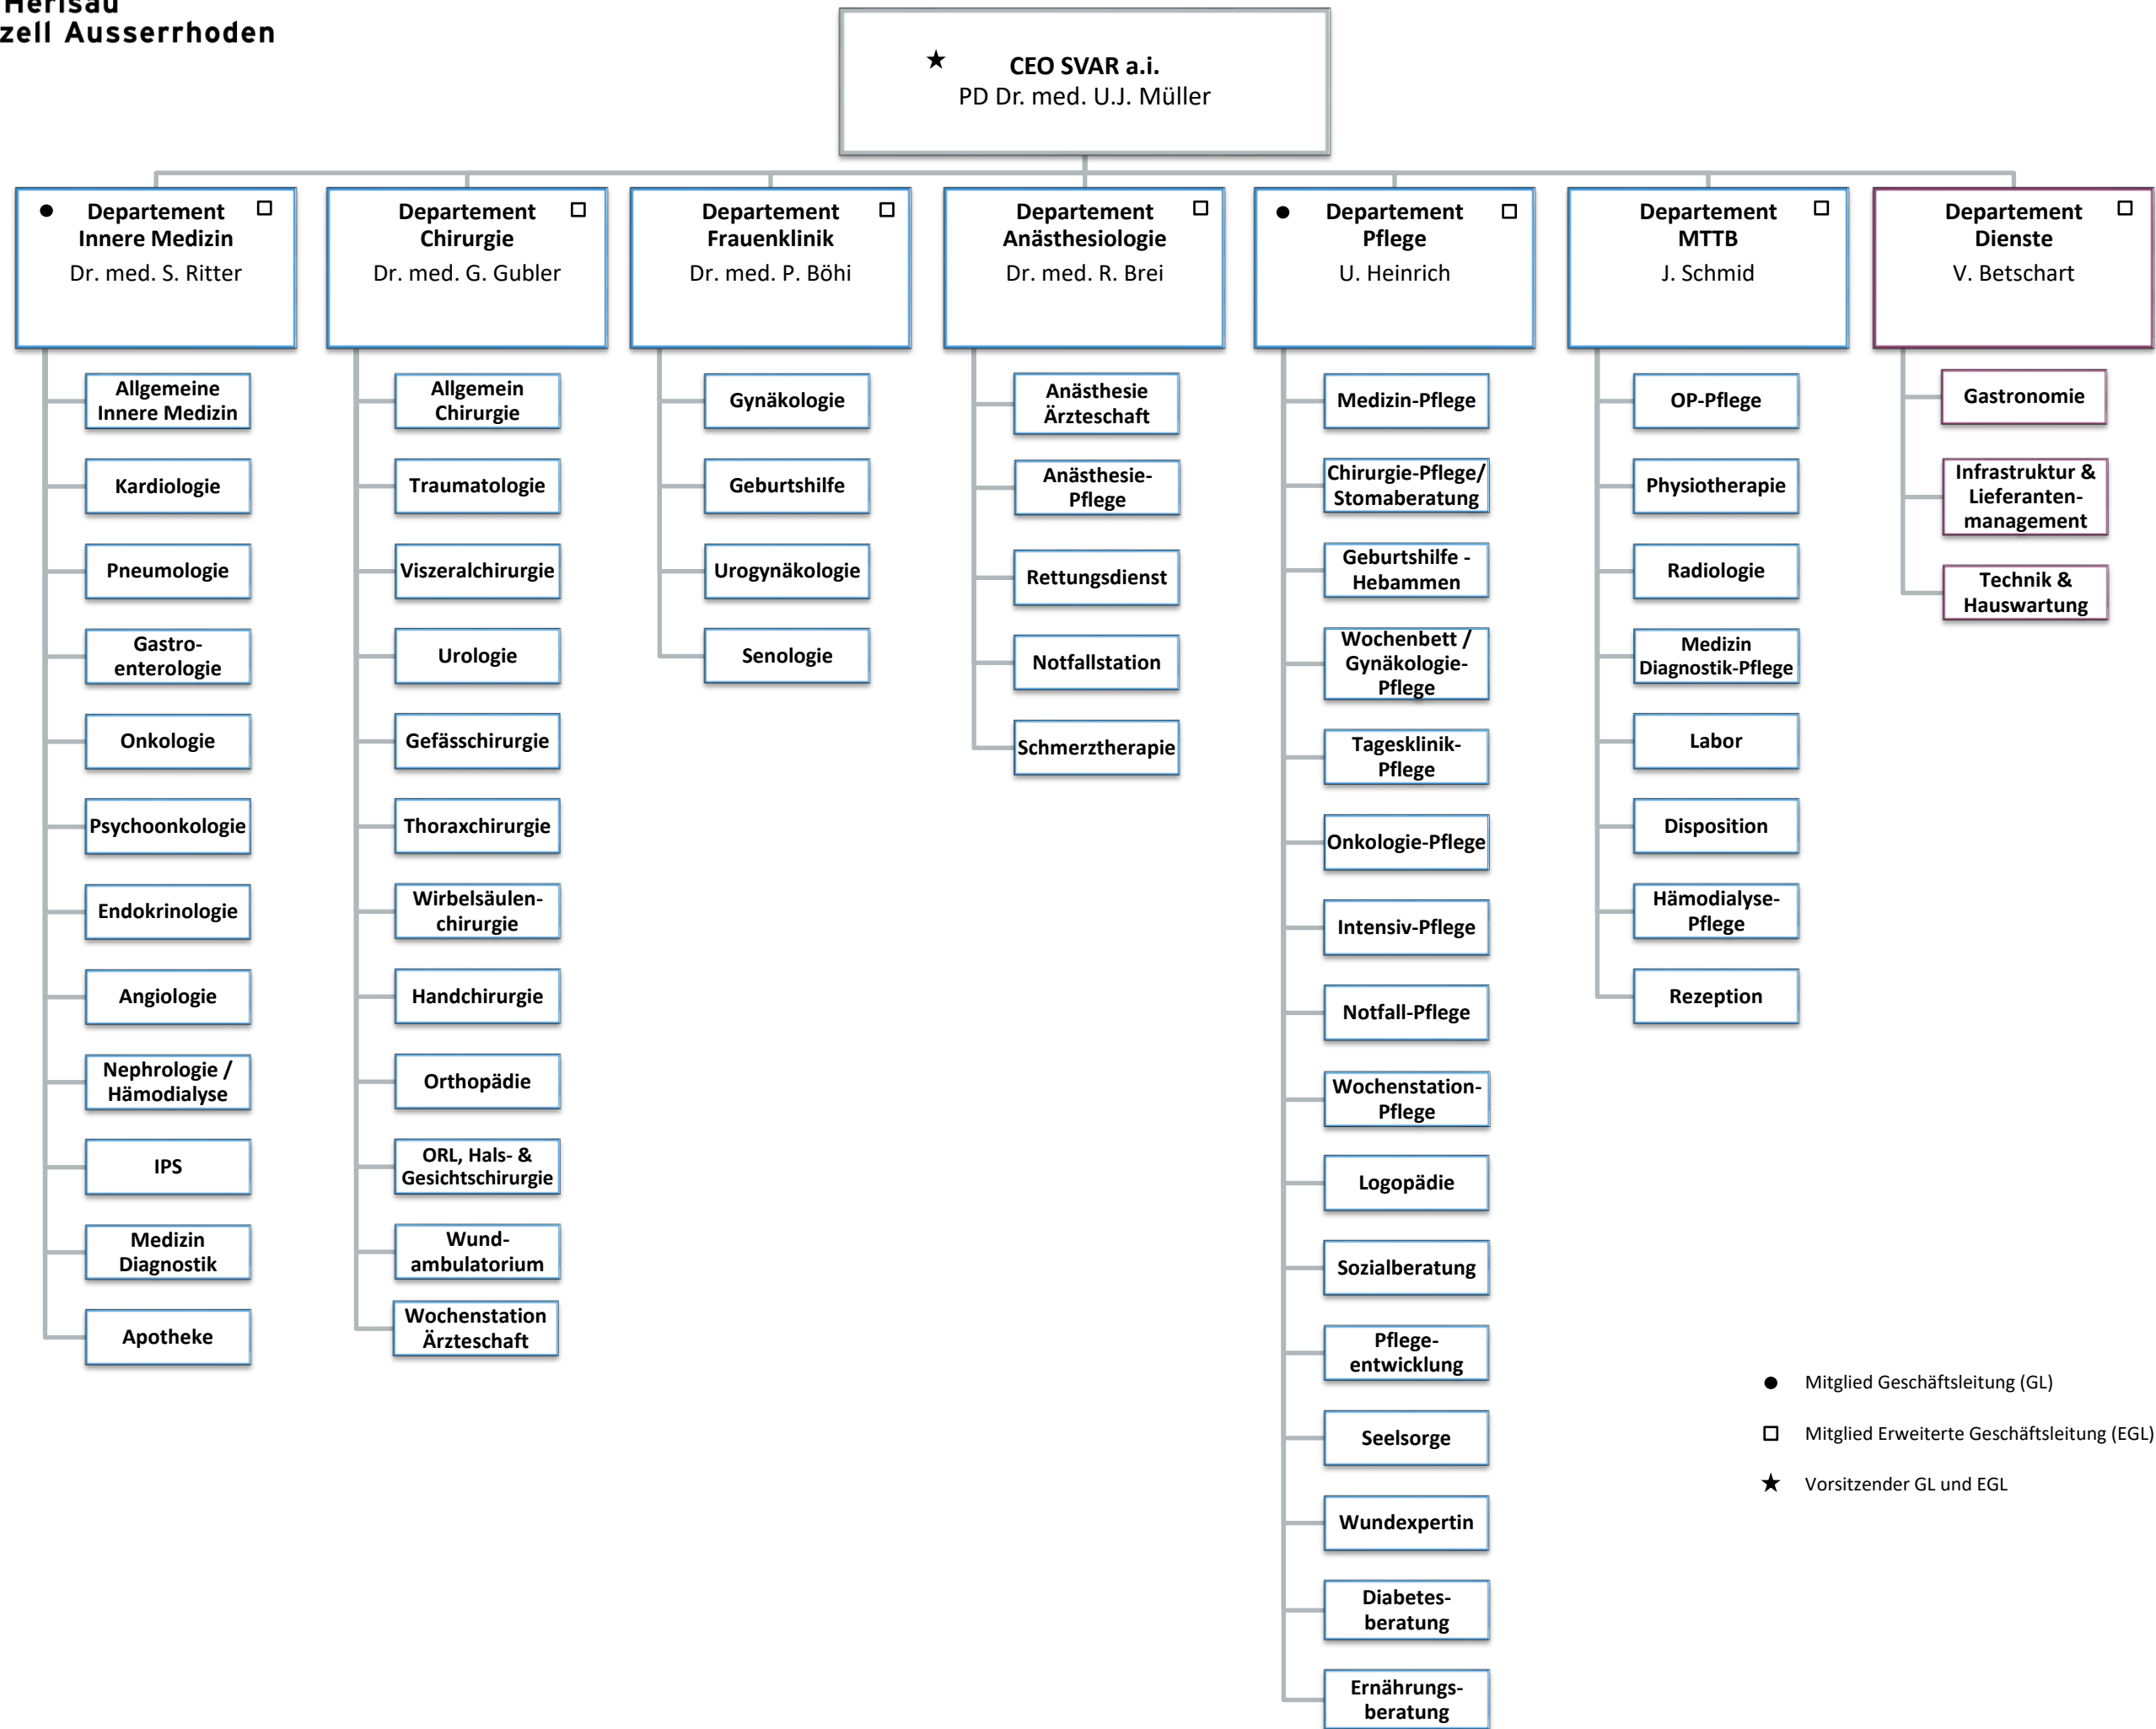 Herisau
zell Ausserrhoden
★ CEO SVAR a.i.
PD Dr. med. U.J. Müller
● Departement □
Innere Medizin
Dr. med. S. Ritter
Departement □
Chirurgie
Dr. med. G. Gubler
Departement □
Frauenklinik
Dr. med. P. Böhi
Departement □
Anästhesiologie
Dr. med. R. Brei
● Departement □
Pflege
U. Heinrich
Departement □
MTTB
J. Schmid
Departement □
Dienste
V. Betschart
Allgemeine
Innere Medizin
Kardiologie
Pneumologie
Gastro-
enterologie
Onkologie
Psychoonkologie
Endokrinologie
Angiologie
Nephrologie /
Hämodialyse
IPS
Medizin
Diagnostik
Apotheke
Allgemein
Chirurgie
Traumatologie
Viszeralchirurgie
Urologie
Gefässchirurgie
Thoraxchirurgie
Wirbelsäulen-
chirurgie
Handchirurgie
Orthopädie
ORL, Hals- &
Gesichtschirurgie
Wund-
ambulatorium
Wochenstation
Ärzteschaft
Gynäkologie
Geburtshilfe
Urogynäkologie
Senologie
Anästhesie
Ärzteschaft
Anästhesie-
Pflege
Rettungsdienst
Notfallstation
Schmerztherapie
Medizin-Pflege
Chirurgie-Pflege/
Stomaberatung
Geburtshilfe -
Hebammen
Wochenbett /
Gynäkologie-
Pflege
Tagesklinik-
Pflege
Onkologie-Pflege
Intensiv-Pflege
Notfall-Pflege
Wochenstation-
Pflege
Logopädie
Sozialberatung
Pflege-
entwicklung
Seelsorge
Wundexpertin
Diabetes-
beratung
Ernährungs-
beratung
OP-Pflege
Physiotherapie
Radiologie
Medizin
Diagnostik-Pflege
Labor
Disposition
Hämodialyse-
Pflege
Rezeption
Gastronomie
Infrastruktur &
Lieferanten-
management
Technik &
Hauswartung
● Mitglied Geschäftsleitung (GL)
□ Mitglied Erweiterte Geschäftsleitung (EGL)
★ Vorsitzender GL und EGL